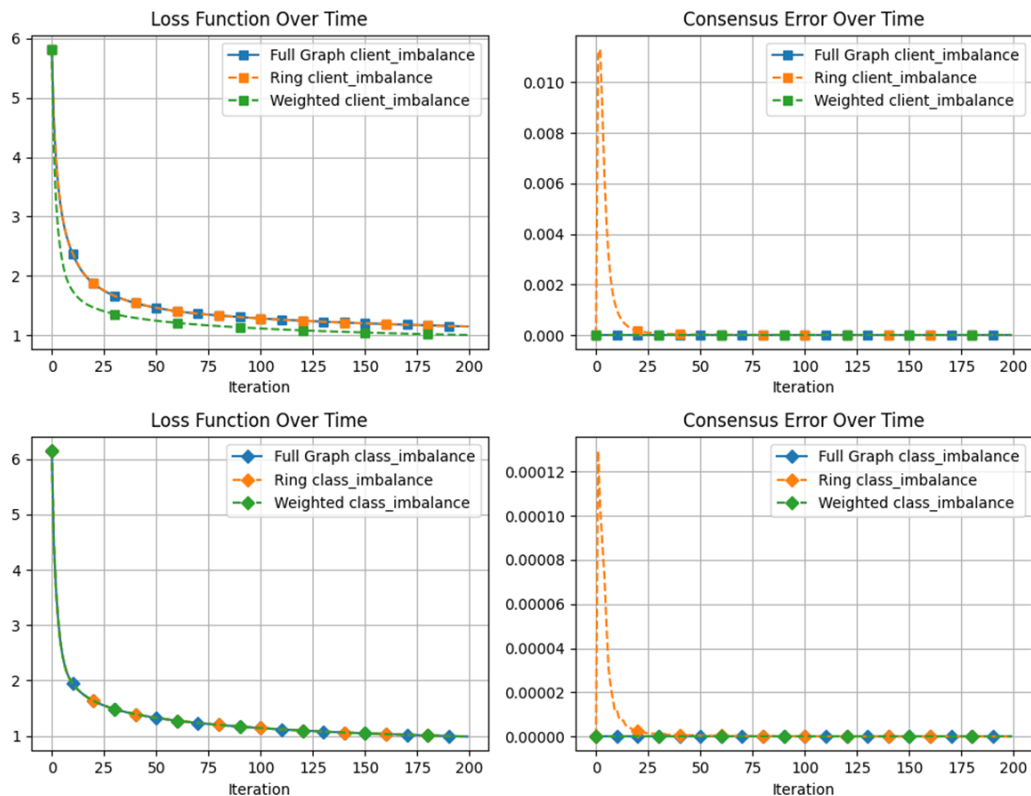 Loss Function Over Time
6
5
4
3
2
1
0 25 50 75 100 125 150 175 200
Iteration
Full Graph client_imbalance
Ring client_imbalance
Weighted client_imbalance
Consensus Error Over Time
0.010
0.008
0.006
0.004
0.002
0.000
0 25 50 75 100 125 150 175 200
Iteration
Full Graph client_imbalance
Ring client_imbalance
Weighted client_imbalance
Loss Function Over Time
6
5
4
3
2
1
0 25 50 75 100 125 150 175 200
Iteration
Full Graph class_imbalance
Ring class_imbalance
Weighted class_imbalance
Consensus Error Over Time
0.00012
0.00010
0.00008
0.00006
0.00004
0.00002
0.00000
0 25 50 75 100 125 150 175 200
Iteration
Full Graph class_imbalance
Ring class_imbalance
Weighted class_imbalance